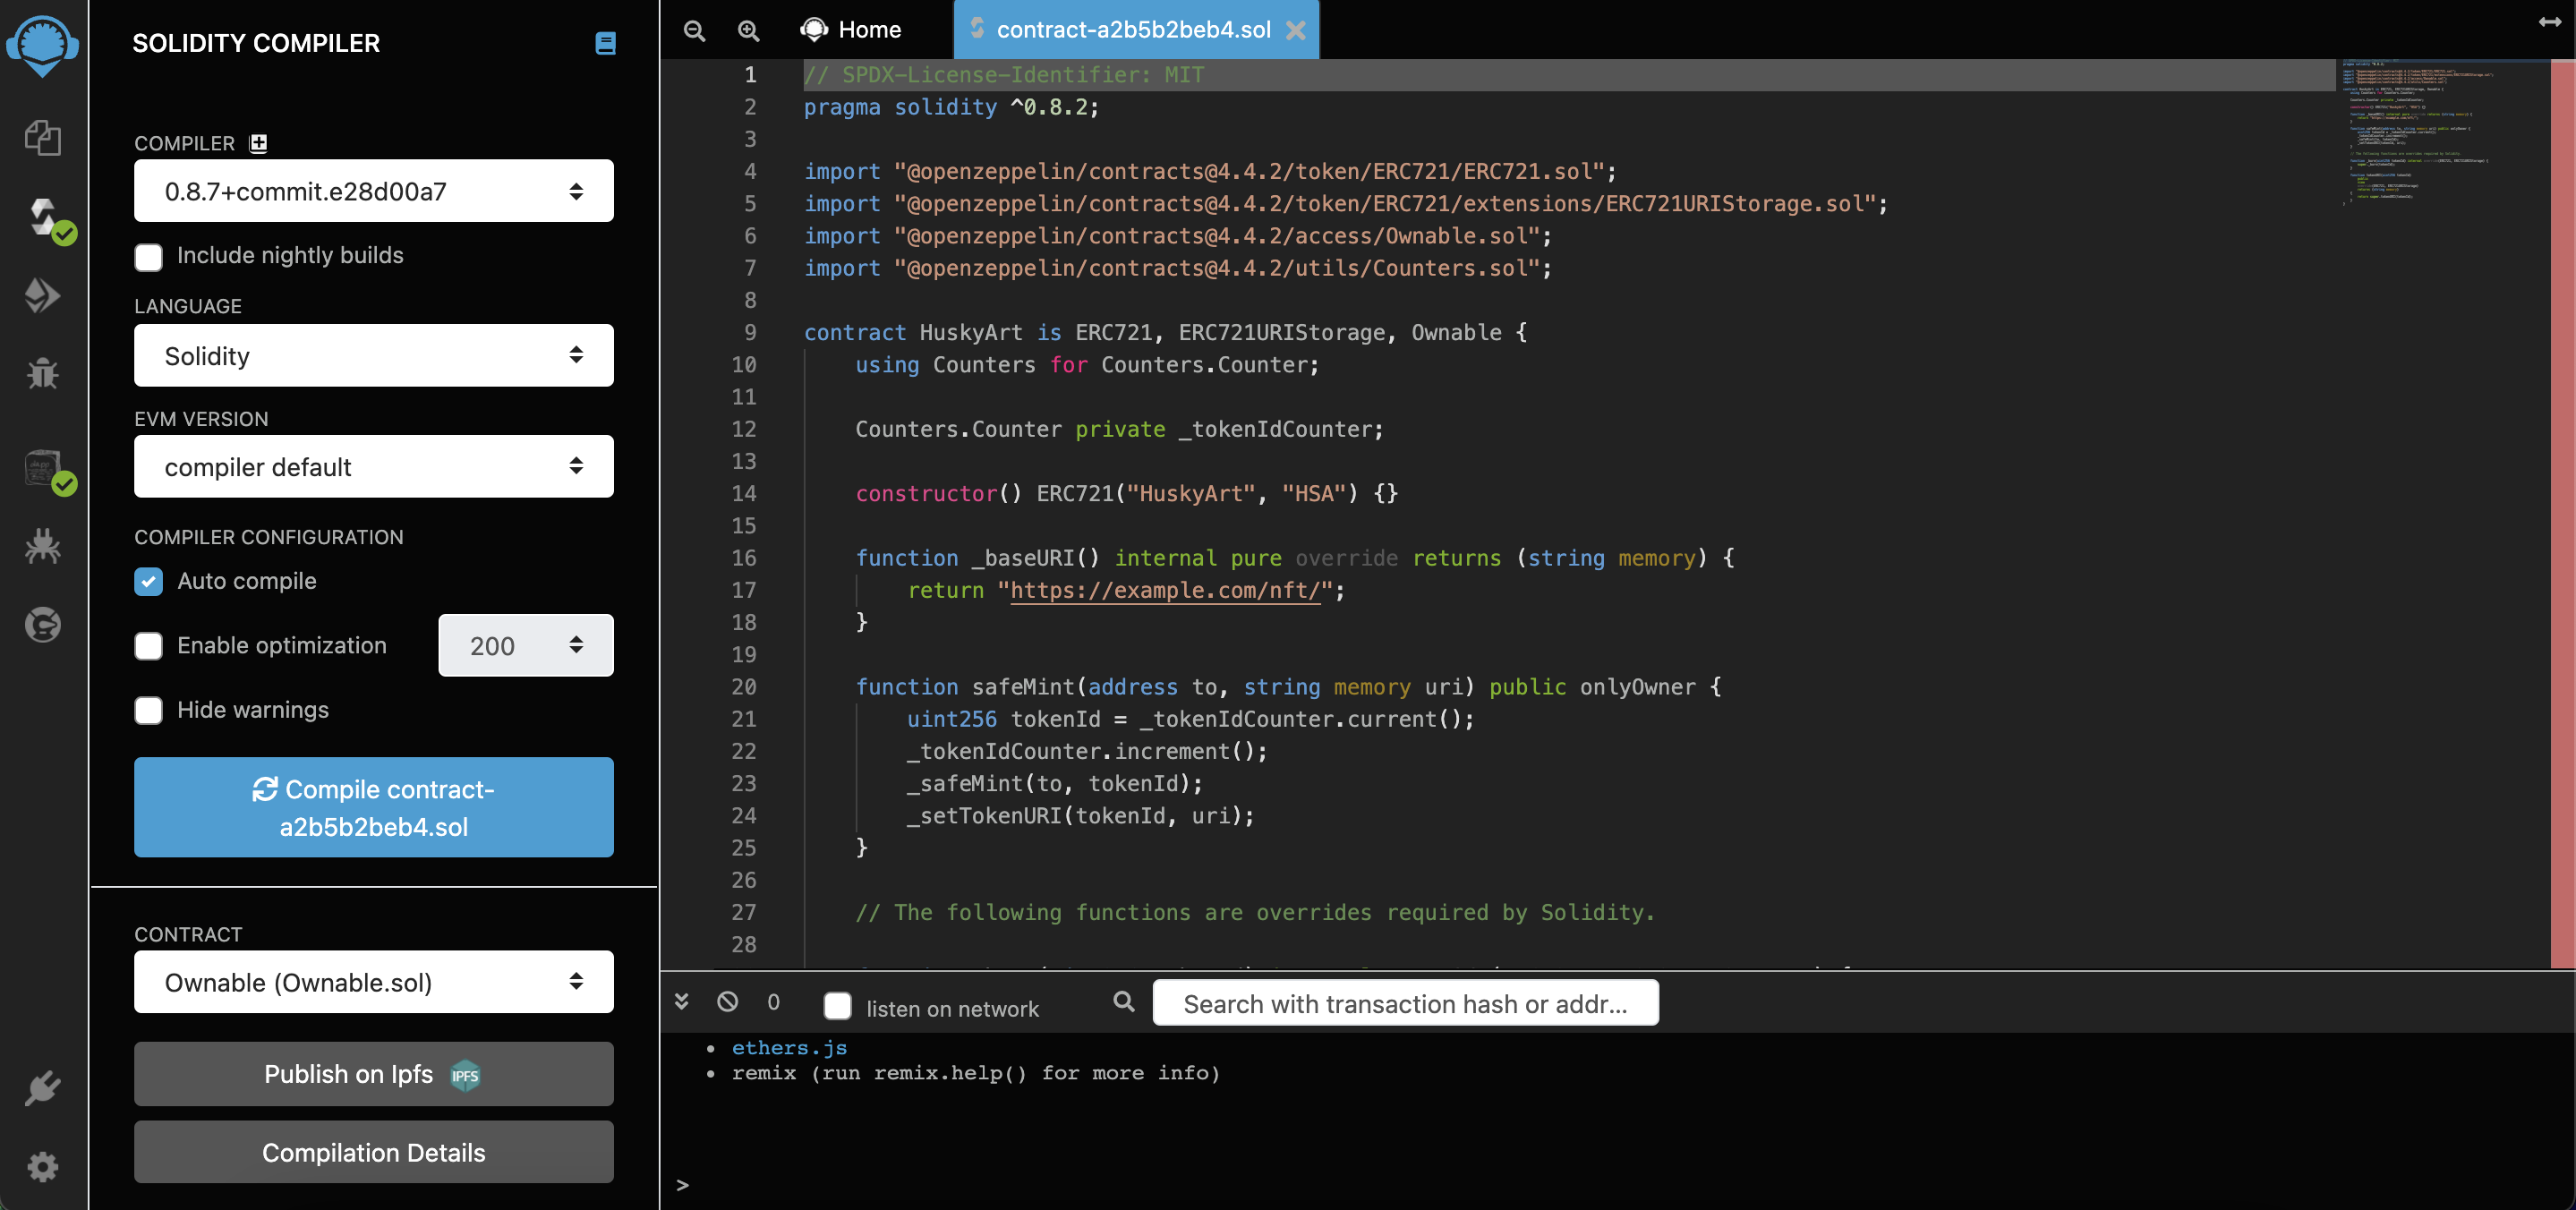 SOLIDITY COMPILER
COMPILER
0.8.7+commit.e28d00a7
Include nightly builds
LANGUAGE
Solidity
EVM VERSION
compiler default
COMPILER CONFIGURATION
Auto compile
Enable optimization
200
Hide warnings
Compile contract-
a2b5b2beb4.sol
CONTRACT
Ownable (Ownable.sol)
Publish on Ipfs IPFS
Compilation Details
Home
contract-a2b5b2beb4.sol
1 // SPDX-License-Identifier: MIT
2 pragma solidity ^0.8.2;
3
4 import "@openzeppelin/contracts@4.4.2/token/ERC721/ERC721.sol";
5 import "@openzeppelin/contracts@4.4.2/token/ERC721/extensions/ERC721URIStorage.sol";
6 import "@openzeppelin/contracts@4.4.2/access/Ownable.sol";
7 import "@openzeppelin/contracts@4.4.2/utils/Counters.sol";
8
9 contract HuskyArt is ERC721, ERC721URIStorage, Ownable {
10 using Counters for Counters.Counter;
11
12 Counters.Counter private _tokenIdCounter;
13
14 constructor() ERC721("HuskyArt", "HSA") {}
15
16 function _baseURI() internal pure override returns (string memory) {
17 return "https://example.com/nft/";
18 }
19
20 function safeMint(address to, string memory uri) public onlyOwner {
21 uint256 tokenId = _tokenIdCounter.current();
22 _tokenIdCounter.increment();
23 _safeMint(to, tokenId);
24 _setTokenURI(tokenId, uri);
25 }
26
27 // The following functions are overrides required by Solidity.
28
0
listen on network
Search with transaction hash or addr...
• ethers.js
• remix (run remix.help() for more info)
>